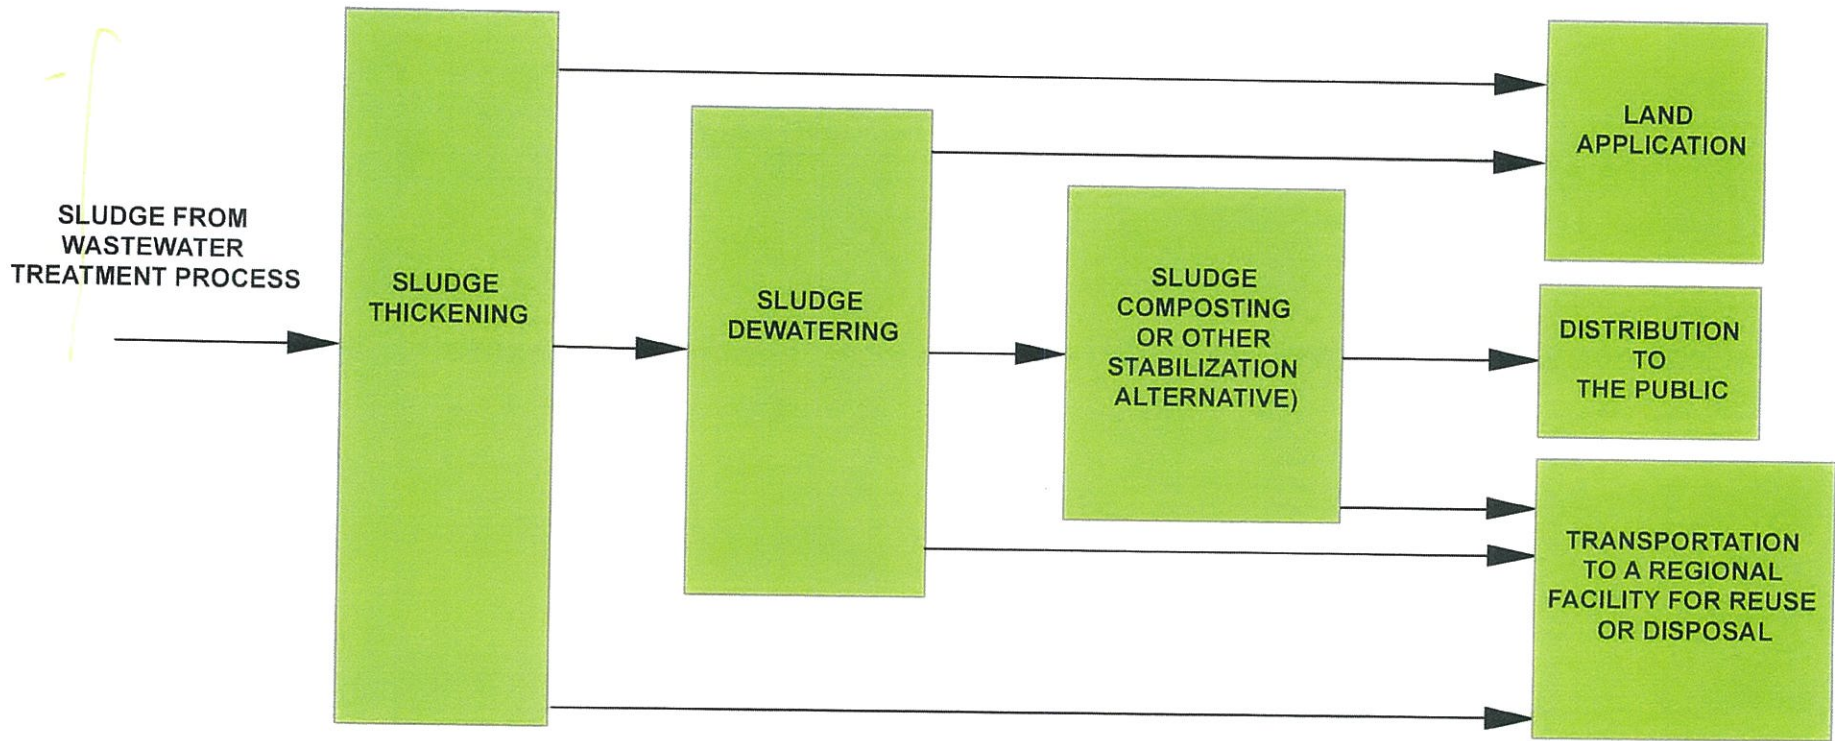 SLUDGE FROM
WASTEWATER
TREATMENT PROCESS
SLUDGE
THICKENING
SLUDGE
DEWATERING
SLUDGE
COMPOSTING
OR OTHER
STABILIZATION
ALTERNATIVE)
LAND
APPLICATION
DISTRIBUTION
TO
THE PUBLIC
TRANSPORTATION
TO A REGIONAL
FACILITY FOR REUSE
OR DISPOSAL